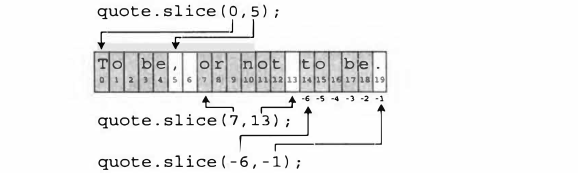 quote.slice(0,5);
To be, or not to be.
0 1 2 3 4 5 6 7 8 9 10 11 12 13 14 15 16 17 18 19
-6 -5 -4 -3 -2 -1
quote.slice(7,13);
quote.slice(-6,-1);